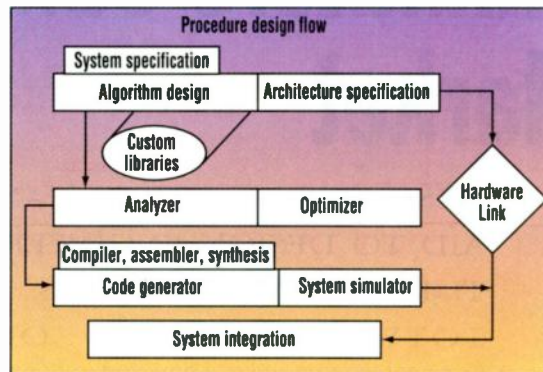 Procedure design flow
System specification
Algorithm design
Architecture specification
Custom
libraries
Hardware
Link
Analyzer
Optimizer
Compiler, assembler, synthesis
Code generator
System simulator
System integration